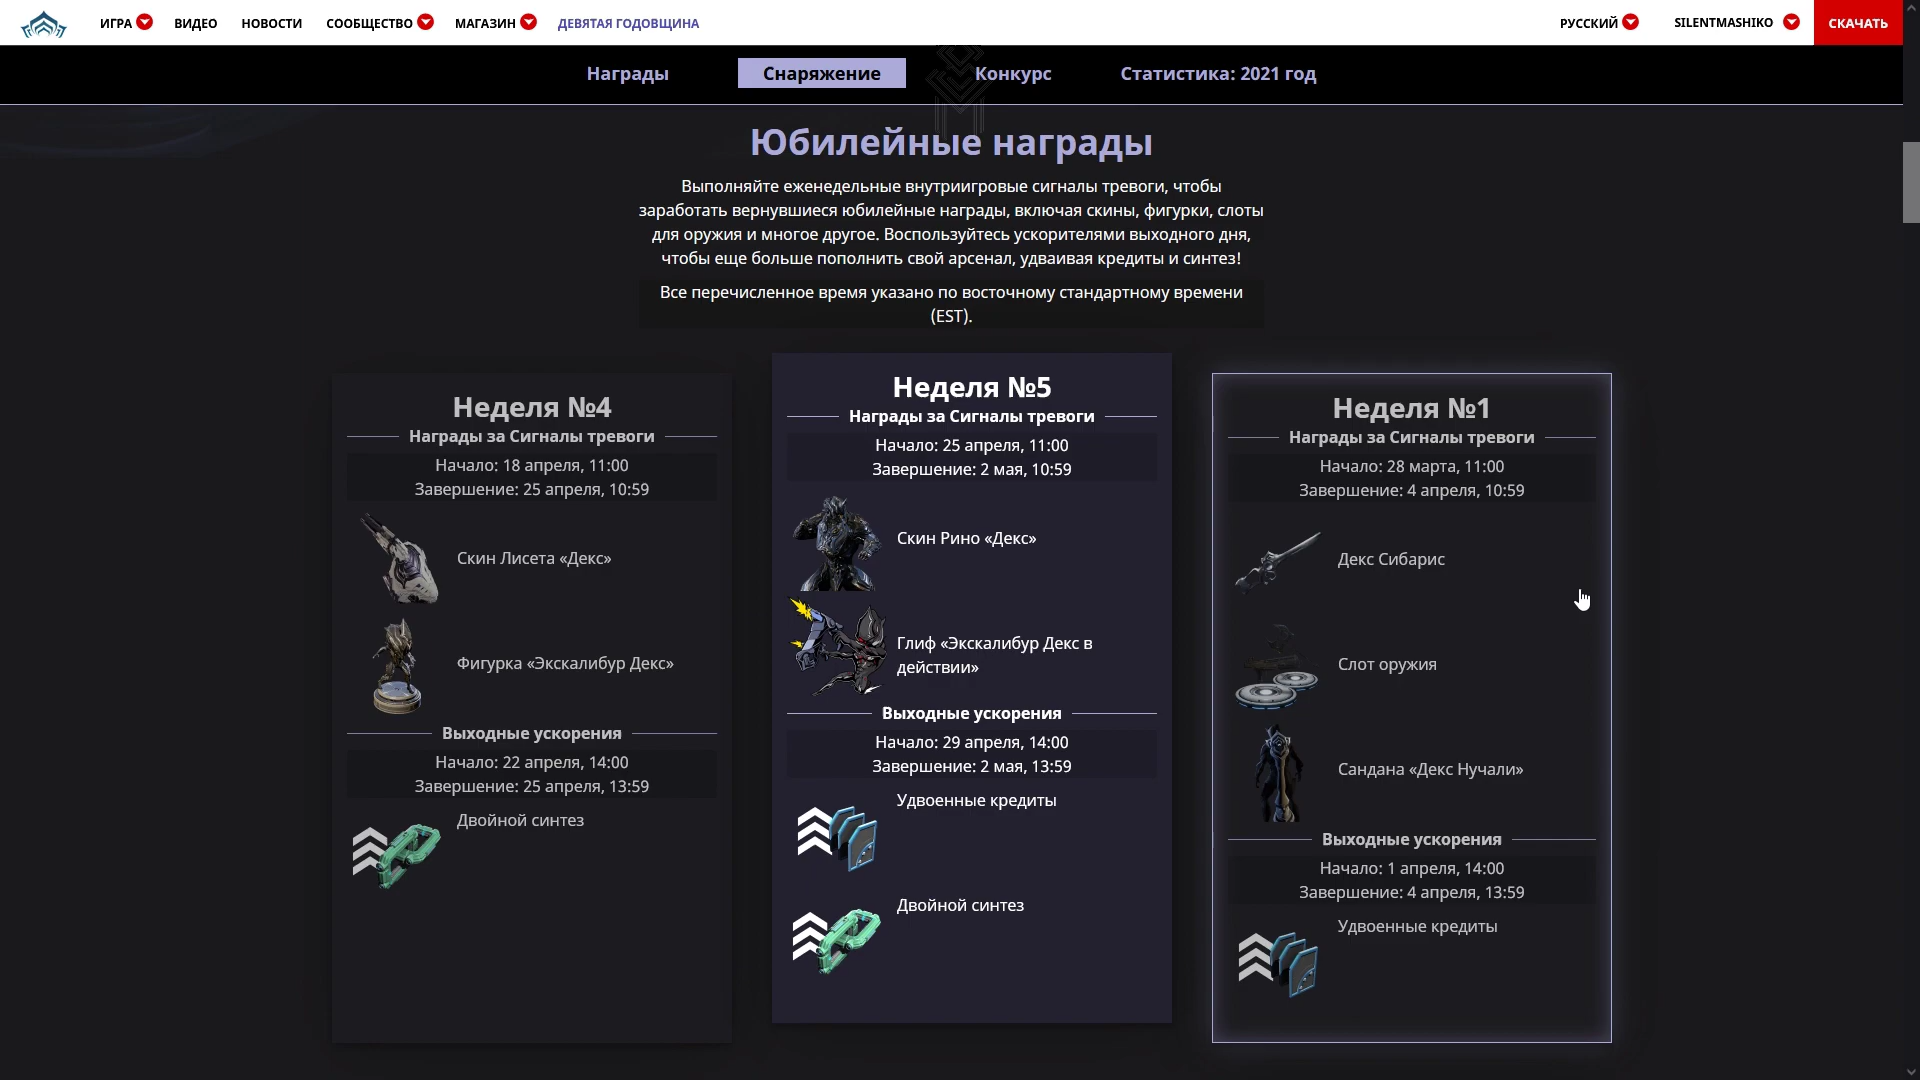 ИГРА ВИДЕО НОВОСТИ СООБЩЕСТВО МАГАЗИН ДЕВЯТАЯ ГОДОВЩИНА РУССКИЙ SILENTMASHIKO СКАЧАТЬ
Награды Снаряжение Конкурс Статистика: 2021 год
Юбилейные награды
Выполняйте еженедельные внутриигровые сигналы тревоги, чтобы
заработать вернувшиеся юбилейные награды, включая скины, фигурки, слоты
для оружия и многое другое. Воспользуйтесь ускорителями выходного дня,
чтобы еще больше пополнить свой арсенал, удваивая кредиты и синтез!
Все перечисленное время указано по восточному стандартному времени
(EST).
Неделя №4
Награды за Сигналы тревоги
Начало: 18 апреля, 11:00
Завершение: 25 апреля, 10:59
Скин Лисета «Декс»
Фигурка «Экскалибур Декс»
Выходные ускорения
Начало: 22 апреля, 14:00
Завершение: 25 апреля, 13:59
Двойной синтез
Неделя №5
Награды за Сигналы тревоги
Начало: 25 апреля, 11:00
Завершение: 2 мая, 10:59
Скин Рино «Декс»
Глиф «Экскалибур Декс в
действии»
Выходные ускорения
Начало: 29 апреля, 14:00
Завершение: 2 мая, 13:59
Удвоенные кредиты
Двойной синтез
Неделя №1
Награды за Сигналы тревоги
Начало: 28 марта, 11:00
Завершение: 4 апреля, 10:59
Декс Сибарис
Слот оружия
Сандана «Декс Нучали»
Выходные ускорения
Начало: 1 апреля, 14:00
Завершение: 4 апреля, 13:59
Удвоенные кредиты